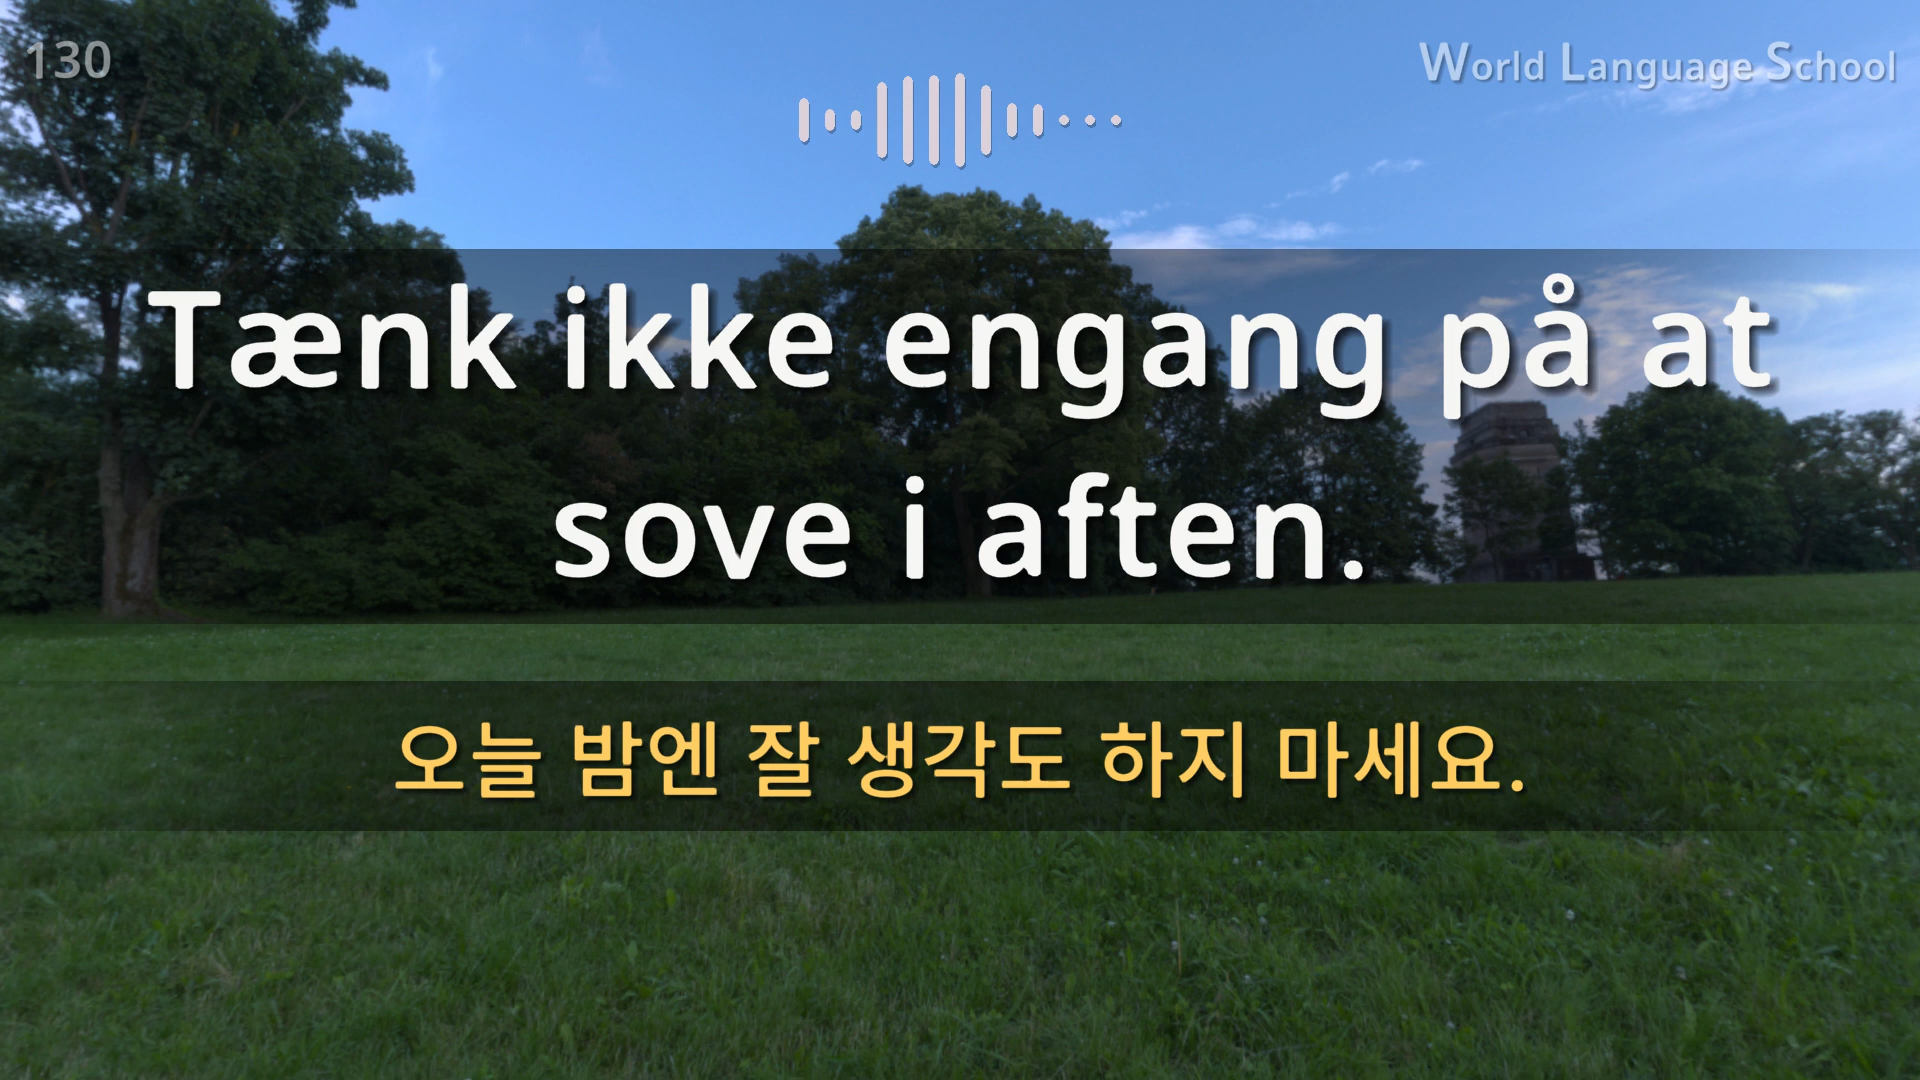 130
World Language School
Tænk ikke engang på at
sove i aften.
오늘 밤엔 잘 생각도 하지 마세요.